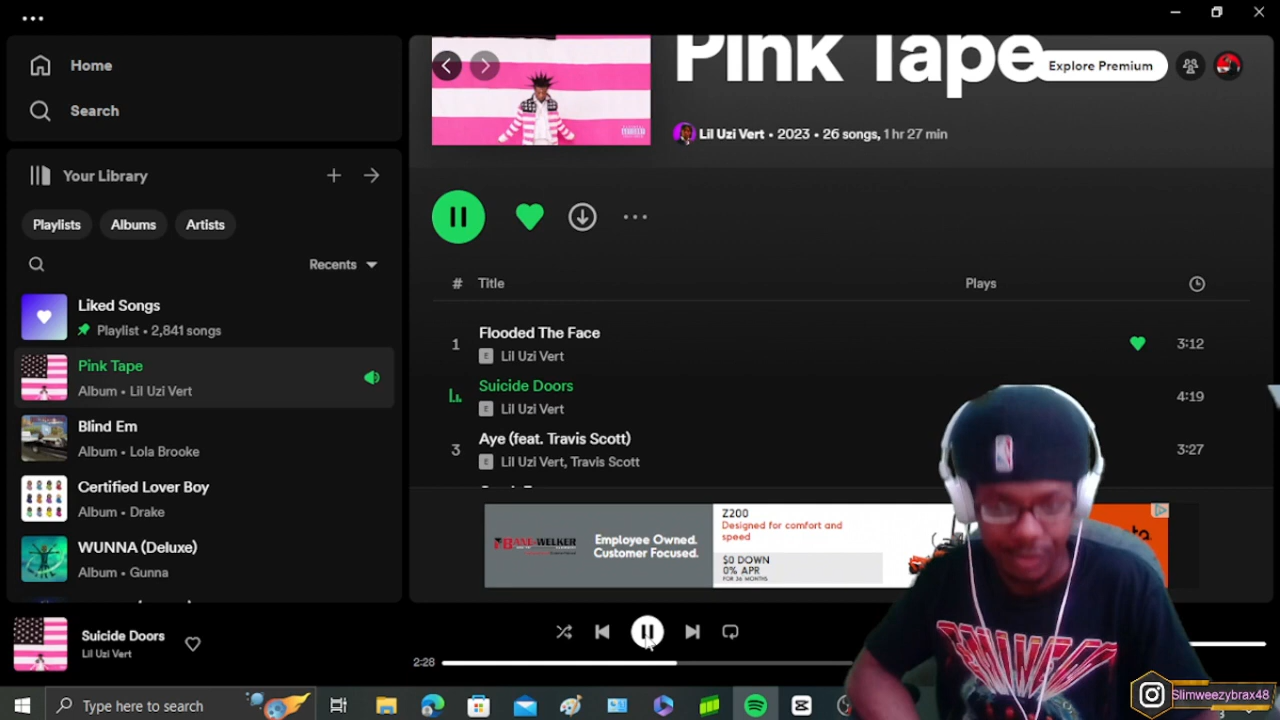 Home
Search
Your Library
Playlists
Albums
Artists
Recents
Liked Songs
Playlist • 2,841 songs
Pink Tape
Album • Lil Uzi Vert
Blind Em
Album • Lola Brooke
Certified Lover Boy
Album • Drake
WUNNA (Deluxe)
Album • Gunna
Pink Tape
Explore Premium
Lil Uzi Vert • 2023 • 26 songs, 1 hr 27 min
# Title Plays
1 Flooded The Face 3:12
E Lil Uzi Vert
Suicide Doors 4:19
E Lil Uzi Vert
3 Aye (feat. Travis Scott) 3:27
E Lil Uzi Vert, Travis Scott
Employee Owned.
Customer Focused.
Z200
Designed for comfort and
speed
$0 DOWN
0% APR
FOR 36 MONTHS
Suicide Doors
Lil Uzi Vert
2:28
Type here to search
Slimweezybrax48